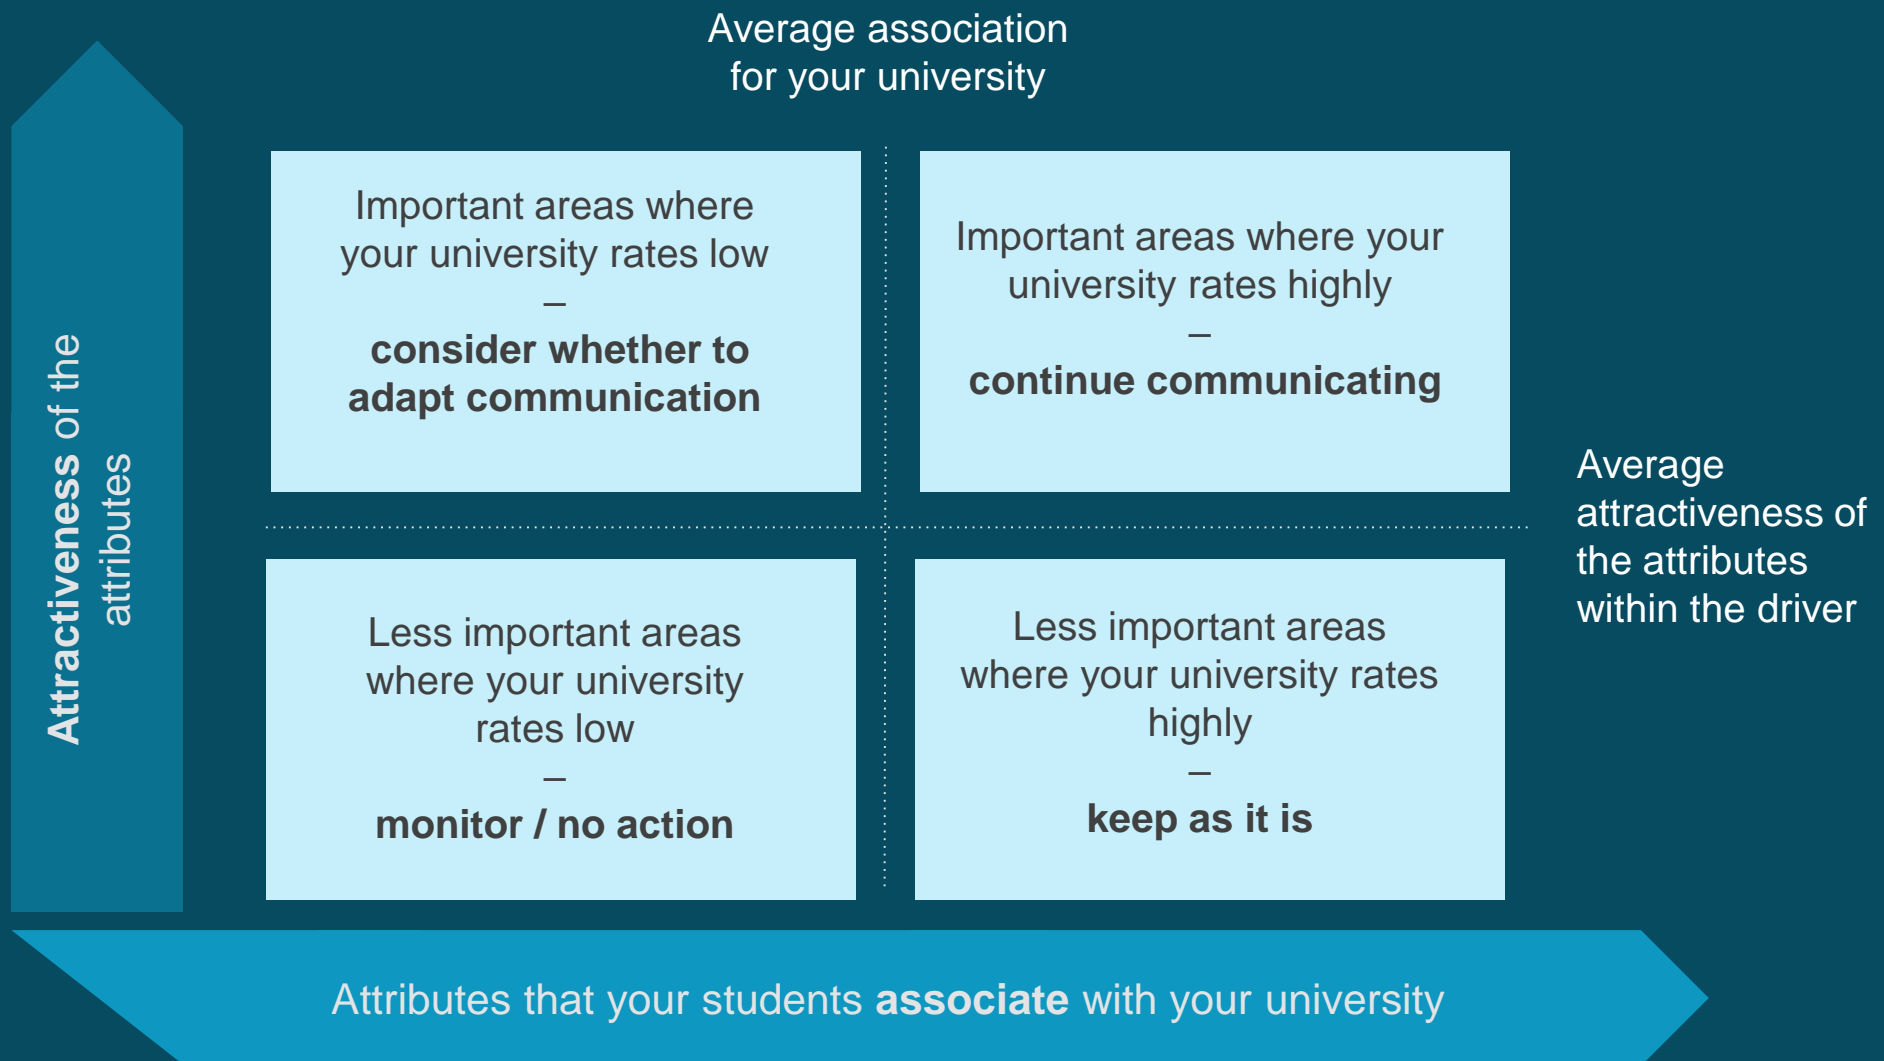 Average association
for your university
Important areas where
your university rates low
–
consider whether to
adapt communication
Important areas where your
university rates highly
–
continue communicating
Attractiveness of the
attributes
Average
attractiveness of
the attributes
within the driver
Less important areas
where your university
rates low
–
monitor / no action
Less important areas
where your university rates
highly
–
keep as it is
Attributes that your students associate with your university